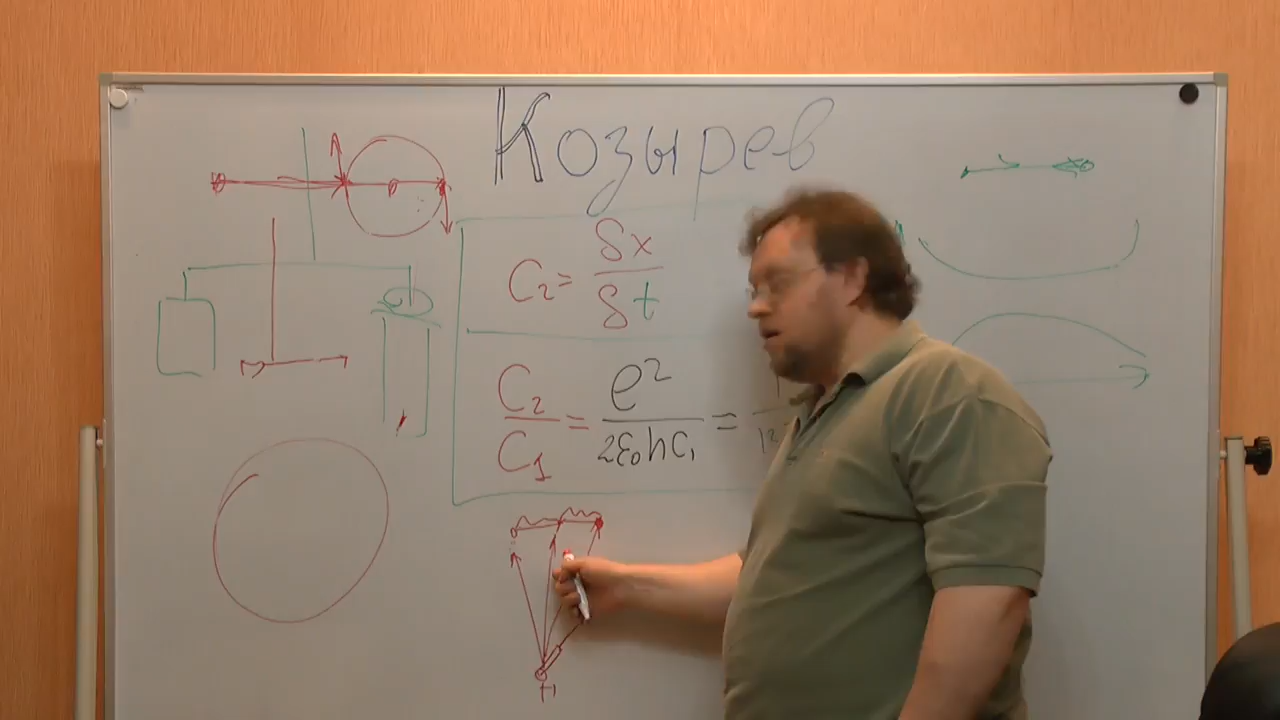 Козырев
C₂ = δx / δt
C₂ / C₁ = e² / 2ε₀hC₁ =